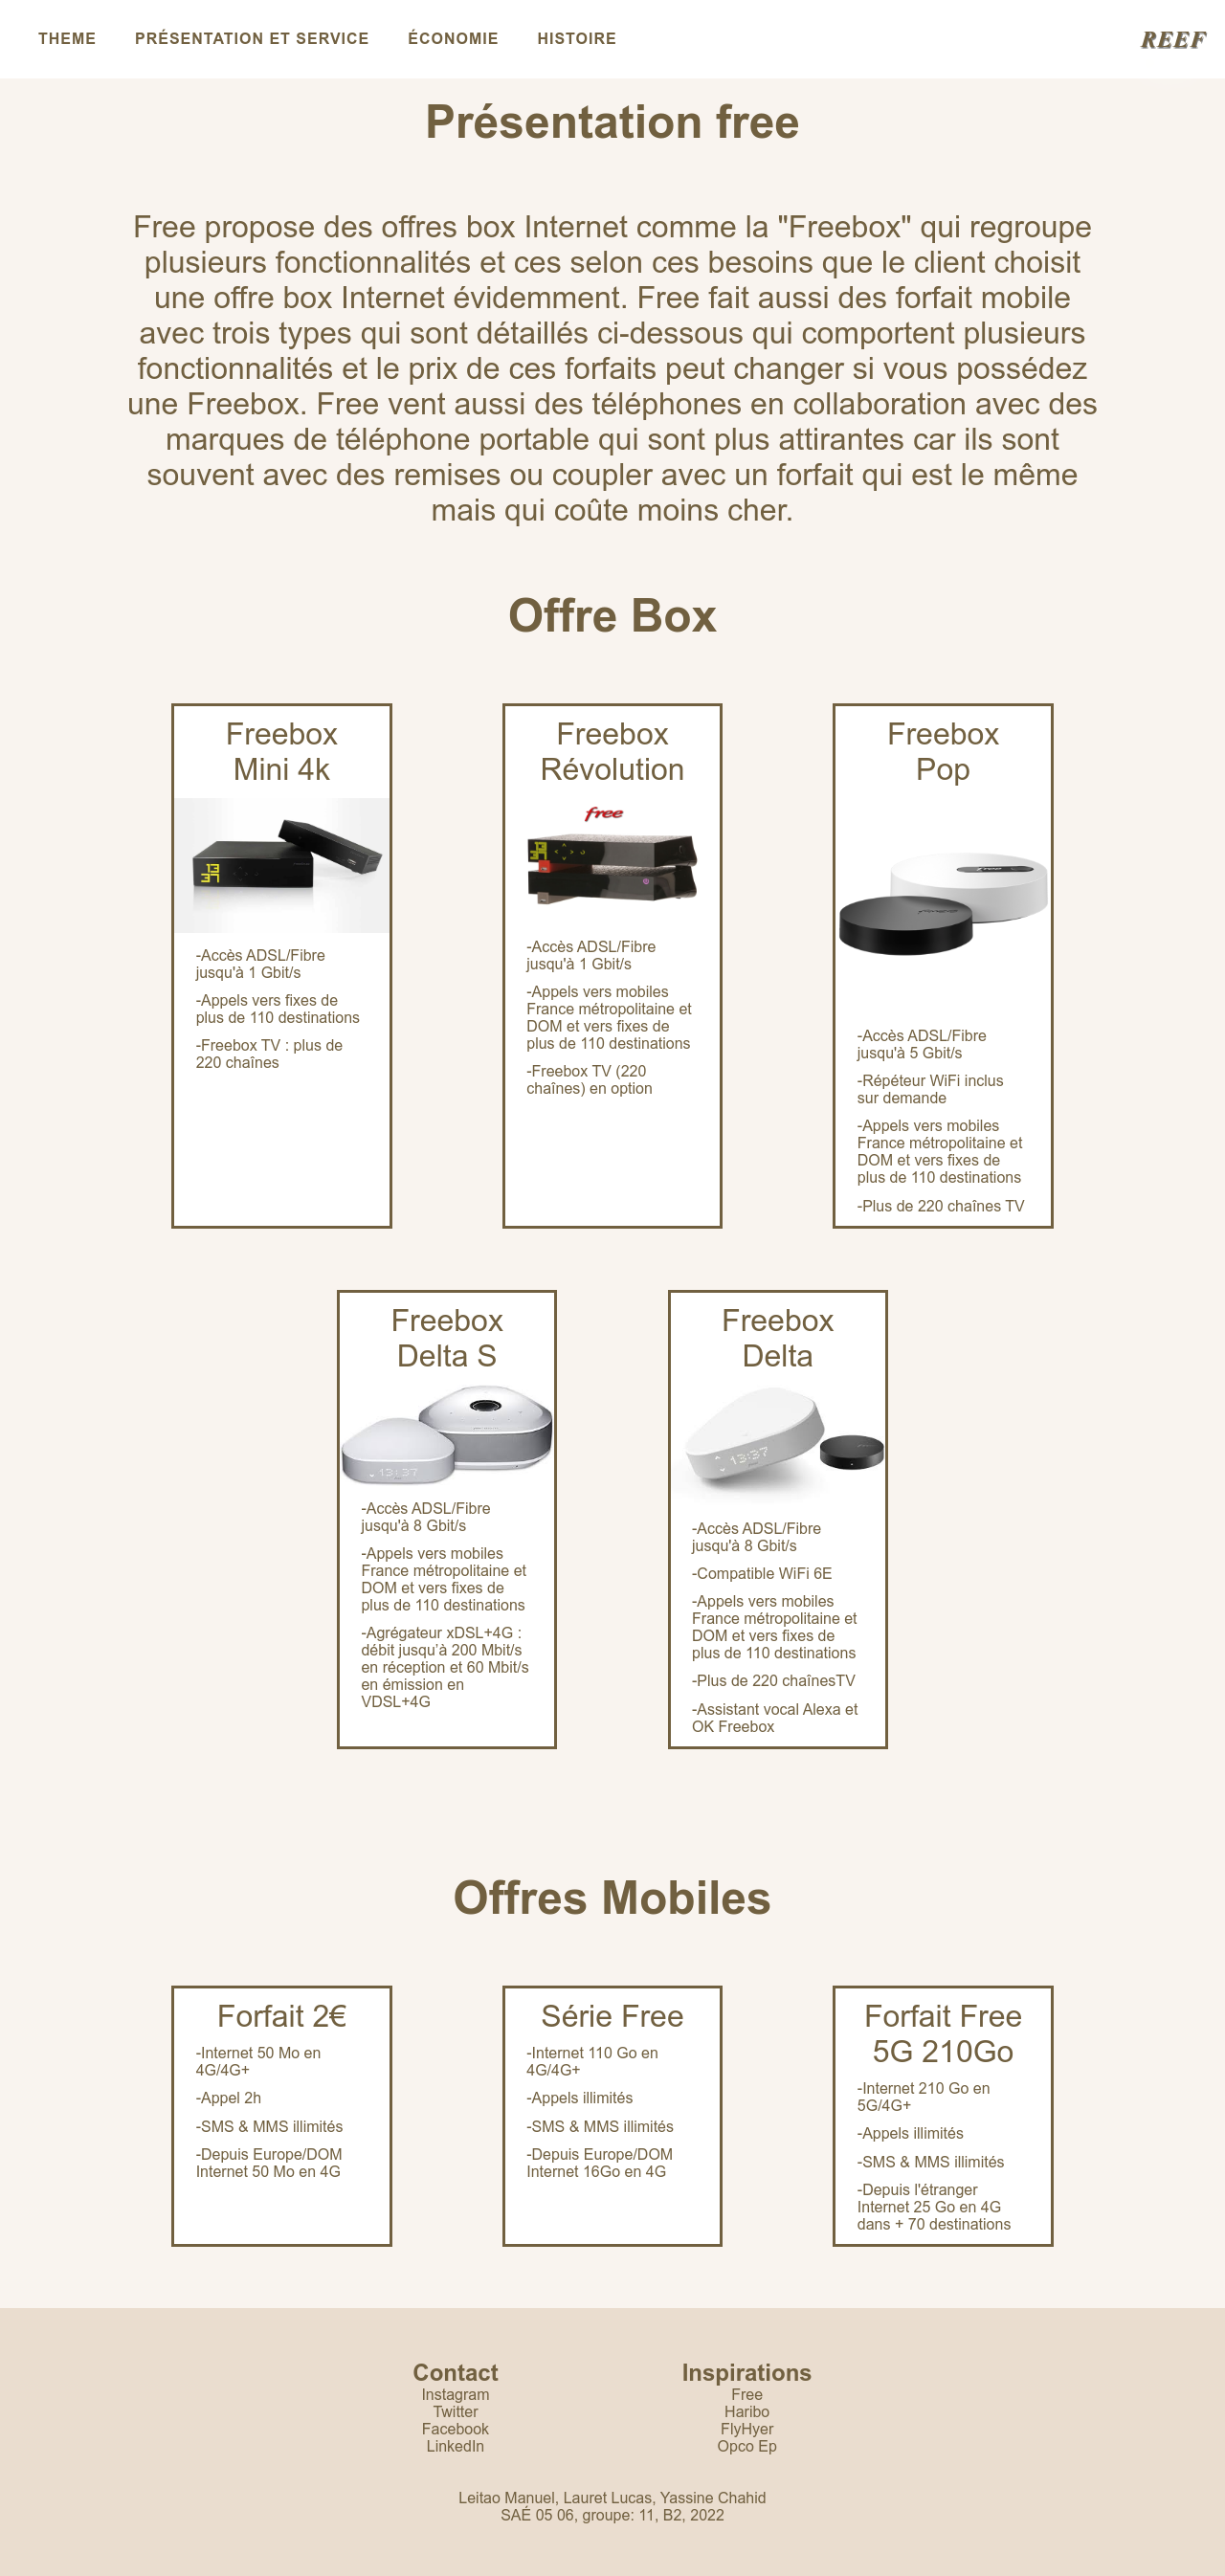 THEME PRÉSENTATION ET SERVICE ÉCONOMIE HISTOIRE REEF
Présentation free
Free propose des offres box Internet comme la "Freebox" qui regroupe
plusieurs fonctionnalités et ces selon ces besoins que le client choisit
une offre box Internet évidemment. Free fait aussi des forfait mobile
avec trois types qui sont détaillés ci-dessous qui comportent plusieurs
fonctionnalités et le prix de ces forfaits peut changer si vous possédez
une Freebox. Free vent aussi des téléphones en collaboration avec des
marques de téléphone portable qui sont plus attirantes car ils sont
souvent avec des remises ou coupler avec un forfait qui est le même
mais qui coûte moins cher.
Offre Box
Freebox
Mini 4k
13
37
-Accès ADSL/Fibre
jusqu'à 1 Gbit/s
-Appels vers fixes de
plus de 110 destinations
-Freebox TV : plus de
220 chaînes
Freebox
Révolution
free
13
37
-Accès ADSL/Fibre
jusqu'à 1 Gbit/s
-Appels vers mobiles
France métropolitaine et
DOM et vers fixes de
plus de 110 destinations
-Freebox TV (220
chaînes) en option
Freebox
Pop
free
-Accès ADSL/Fibre
jusqu'à 5 Gbit/s
-Répéteur WiFi inclus
sur demande
-Appels vers mobiles
France métropolitaine et
DOM et vers fixes de
plus de 110 destinations
-Plus de 220 chaînes TV
Freebox
Delta S
13:37
-Accès ADSL/Fibre
jusqu'à 8 Gbit/s
-Appels vers mobiles
France métropolitaine et
DOM et vers fixes de
plus de 110 destinations
-Agrégateur xDSL+4G :
débit jusqu’à 200 Mbit/s
en réception et 60 Mbit/s
en émission en
VDSL+4G
Freebox
Delta
13:37
-Accès ADSL/Fibre
jusqu'à 8 Gbit/s
-Compatible WiFi 6E
-Appels vers mobiles
France métropolitaine et
DOM et vers fixes de
plus de 110 destinations
-Plus de 220 chaînesTV
-Assistant vocal Alexa et
OK Freebox
Offres Mobiles
Forfait 2€
-Internet 50 Mo en
4G/4G+
-Appel 2h
-SMS & MMS illimités
-Depuis Europe/DOM
Internet 50 Mo en 4G
Série Free
-Internet 110 Go en
4G/4G+
-Appels illimités
-SMS & MMS illimités
-Depuis Europe/DOM
Internet 16Go en 4G
Forfait Free
5G 210Go
-Internet 210 Go en
5G/4G+
-Appels illimités
-SMS & MMS illimités
-Depuis l'étranger
Internet 25 Go en 4G
dans + 70 destinations
Contact
Instagram
Twitter
Facebook
LinkedIn
Inspirations
Free
Haribo
FlyHyer
Opco Ep
Leitao Manuel, Lauret Lucas, Yassine Chahid
SAÉ 05 06, groupe: 11, B2, 2022